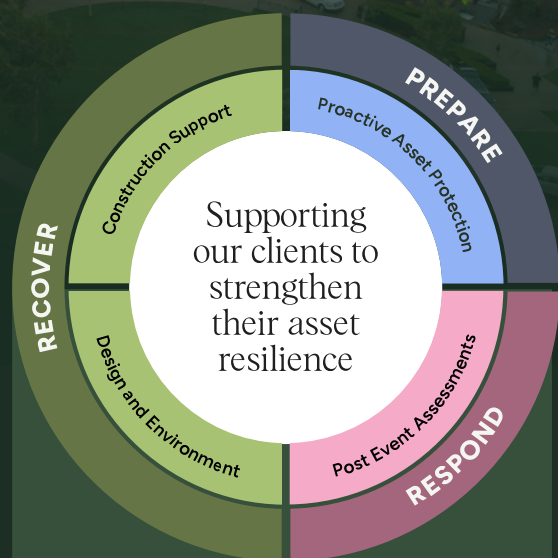 PREPARE
Proactive Asset Protection
RESPOND
Post Event Assessments
RECOVER
Design and Environment
Construction Support
Supporting
our clients to
strengthen
their asset
resilience